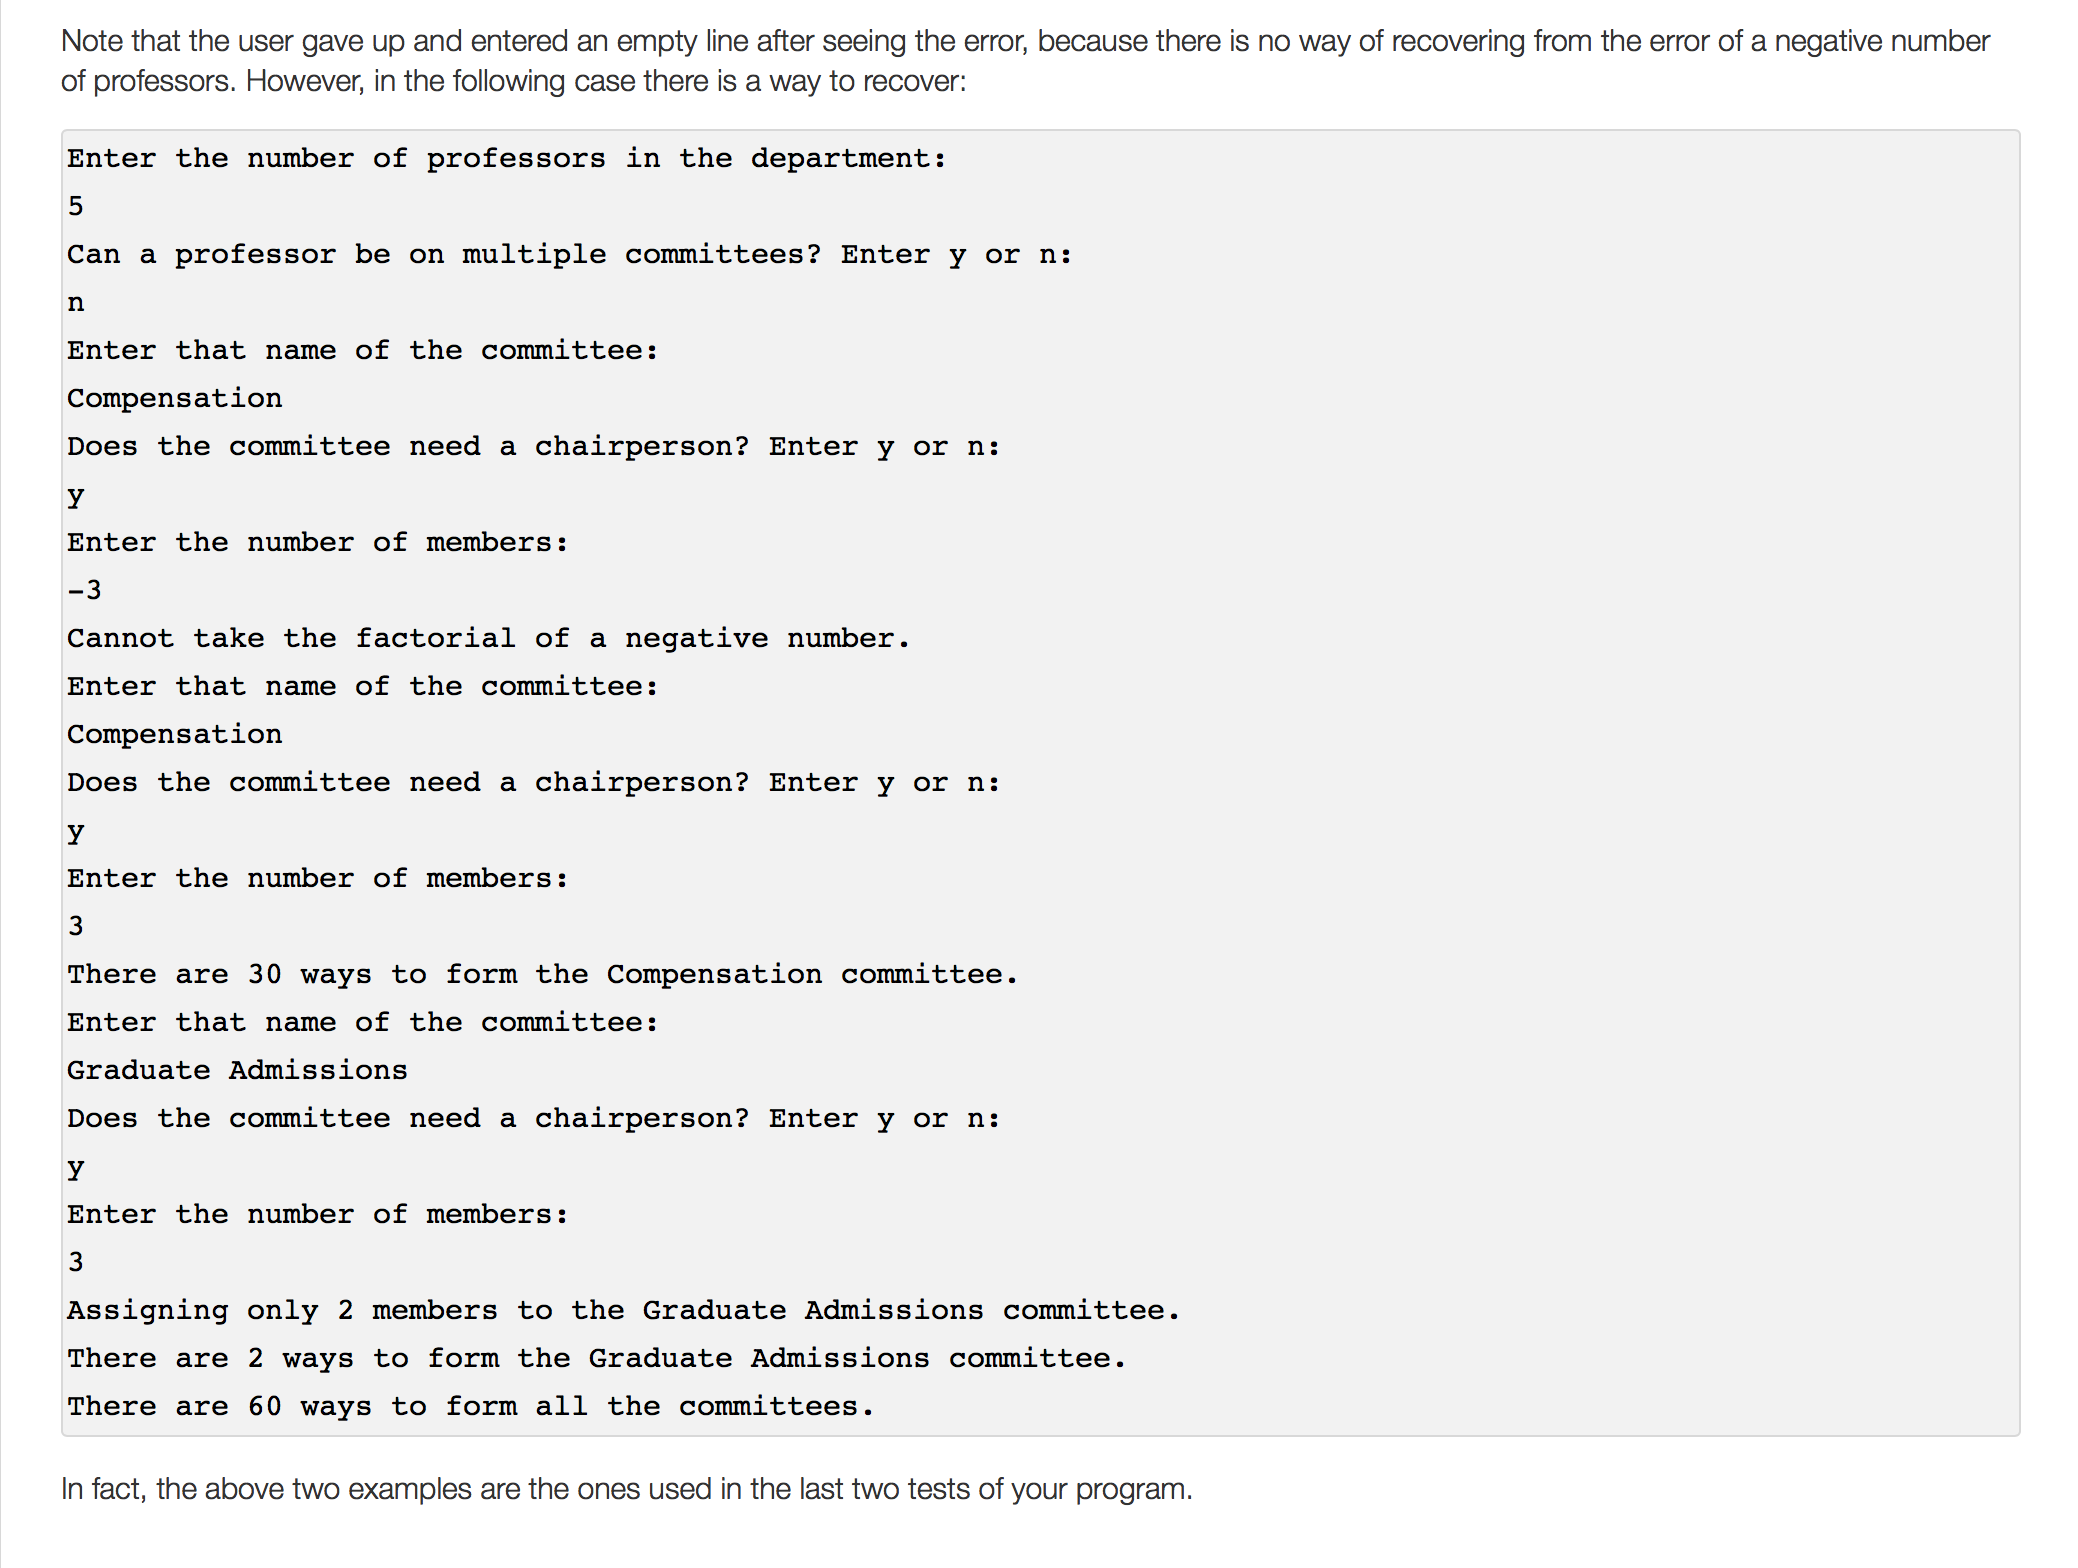 Note that the user gave up and entered an empty line after seeing the error, because there is no way of recovering from the error of a negative number
of professors. However, in the following case there is a way to recover:
Enter the number of professors in the department:
5
Can a professor be on multiple committees? Enter y or n:
n
Enter that name of the committee:
Compensation
Does the committee need a chairperson? Enter y or n:
y
Enter the number of members:
-3
Cannot take the factorial of a negative number.
Enter that name of the committee:
Compensation
Does the committee need a chairperson? Enter y or n:
y
Enter the number of members:
3
There are 30 ways to form the Compensation committee.
Enter that name of the committee:
Graduate Admissions
Does the committee need a chairperson? Enter y or n:
y
Enter the number of members:
3
Assigning only 2 members to the Graduate Admissions committee.
There are 2 ways to form the Graduate Admissions committee.
There are 60 ways to form all the committees.
In fact, the above two examples are the ones used in the last two tests of your program.